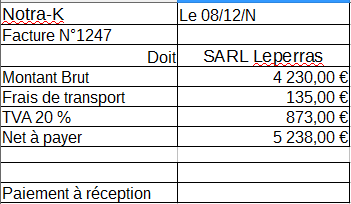 Notra-K Le 08/12/N
Facture N°1247
Doit SARL Leperras
Montant Brut 4 230,00 €
Frais de transport 135,00 €
TVA 20 % 873,00 €
Net à payer 5 238,00 €
Paiement à réception